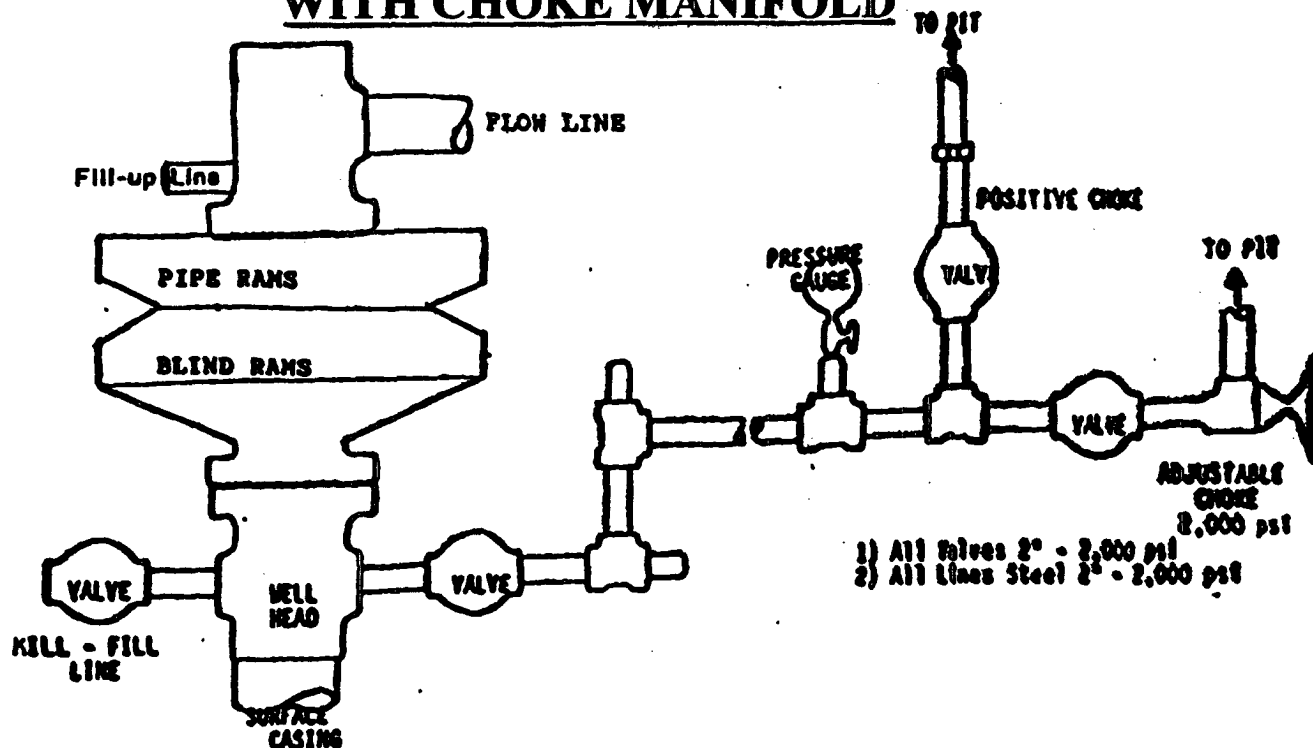 WITH CHOKE MANIFOLD
TO PIT
FLOW LINE
Fill-up Line
POSITIVE CHOKE
PIPE RAMS
PRESSURE
GAUGE
VALV
TO PIT
BLIND RAMS
VALVE
ADJUSTABLE
CHOKE
2,000 psi
1) All Valves 2" - 2,000 psi
2) All Lines Steel 2" - 2,000 psi
VALVE
WELL
HEAD
VALVE
KILL - FILL
LINE
SURFACE
CASING